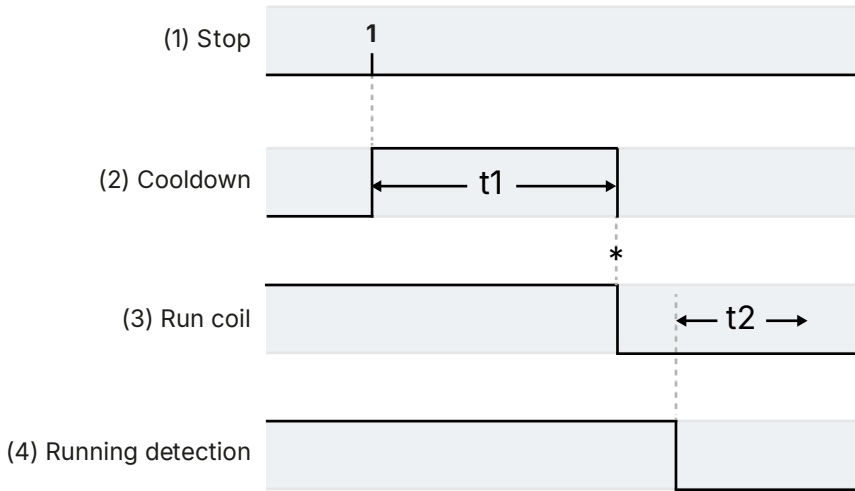 (1) Stop
1
(2) Cooldown
t1
*
(3) Run coil
t2
(4) Running detection